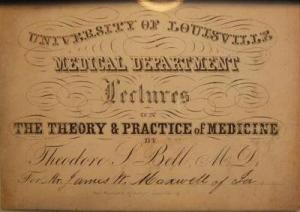 UNIVERSITY OF LOUISVILLE
MEDICAL DEPARTMENT
Lectures
ON
THE THEORY & PRACTICE of MEDICINE
BY
Theodore S. Bell, M.D.
For Mr. James W. Maxwell of La